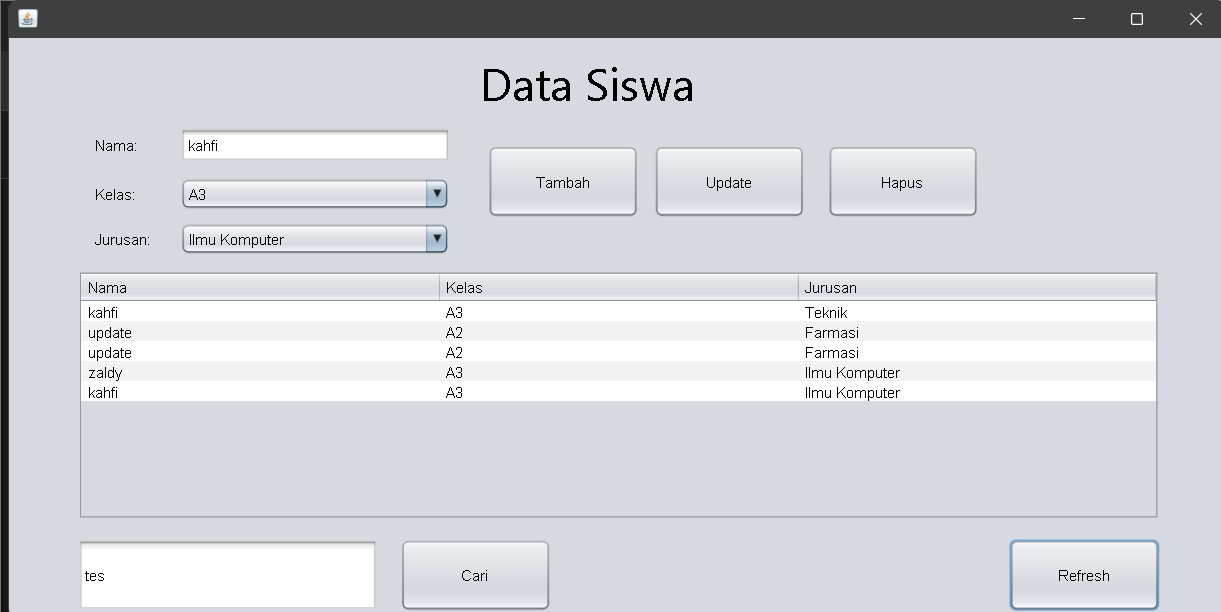 Data Siswa
Nama: kahfi
Kelas: A3
Jurusan: Ilmu Komputer
Tambah Update Hapus
Nama Kelas Jurusan
kahfi A3 Teknik
update A2 Farmasi
update A2 Farmasi
zaldy A3 Ilmu Komputer
kahfi A3 Ilmu Komputer
tes Cari Refresh